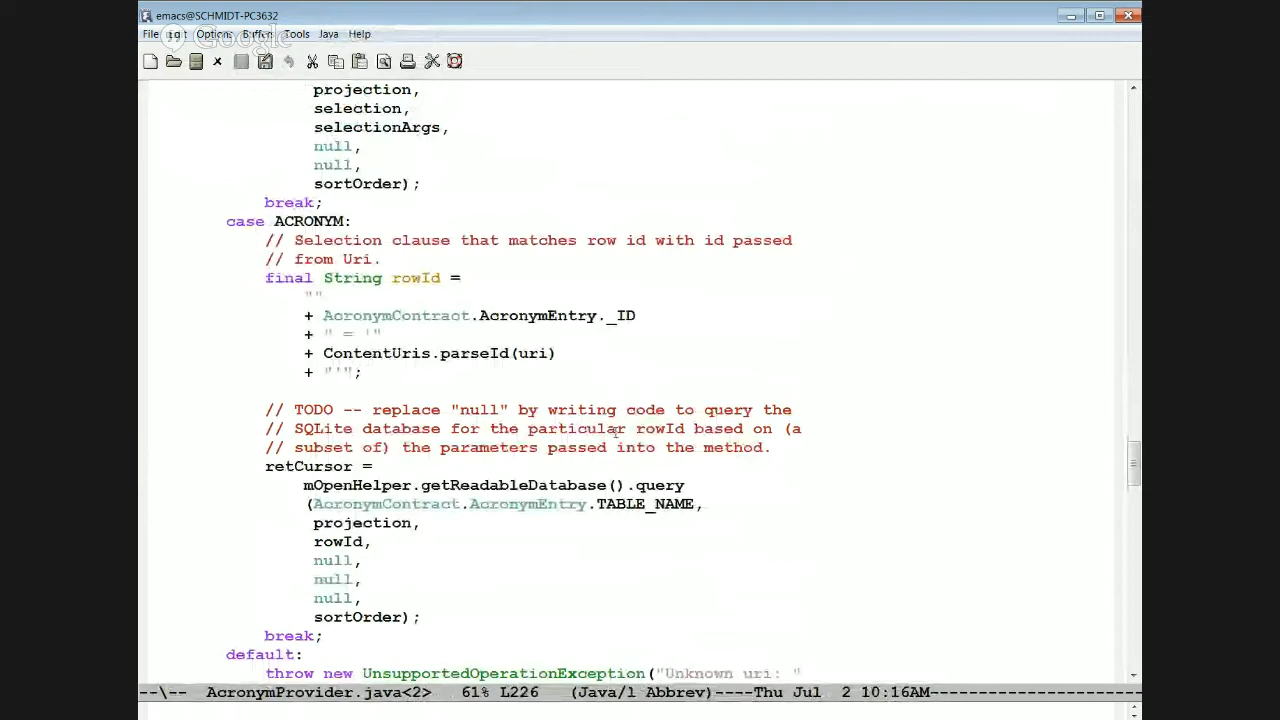 emacs@SCHMIDT-PC3632
File Edit Options Buffers Tools Java Help
Google
projection,
selection,
selectionArgs,
null,
null,
sortOrder);
break;
case ACRONYM:
// Selection clause that matches row id with id passed
// from Uri.
final String rowId =
""
+ AcronymContract.AcronymEntry._ID
+ " = '"
+ ContentUris.parseId(uri)
+ "'";
// TODO -- replace "null" by writing code to query the
// SQLite database for the particular rowId based on (a
// subset of) the parameters passed into the method.
retCursor =
mOpenHelper.getReadableDatabase().query
(AcronymContract.AcronymEntry.TABLE_NAME,
projection,
rowId,
null,
null,
null,
sortOrder);
break;
default:
throw new UnsupportedOperationException("Unknown uri: "
--\-- AcronymProvider.java<2> 61% L226 (Java/l Abbrev)----Thu Jul 2 10:16AM----------------------